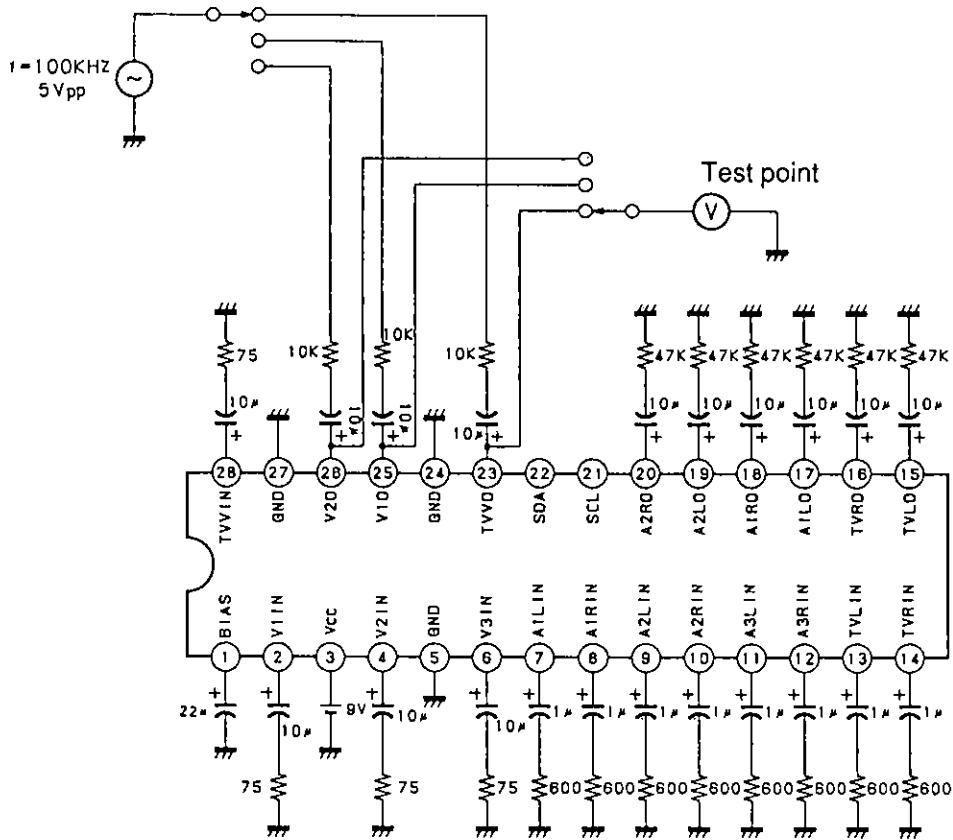 f=100KHz
5Vpp
~
Test point
V
75
10K
10K
10K
47K
47K
47K
47K
47K
47K
10μ
10μ
10μ
10μ
10μ
10μ
10μ
10μ
10μ
10μ
+
+
+
+
+
+
+
+
+
+
28
27
26
25
24
23
22
21
20
19
18
17
16
15
TVVIN
GND
V2O
V1O
GND
TVVO
SDA
SCL
A2RO
A2LO
A1RO
A1LO
TVRO
TVLO
BIAS
V1IN
Vcc
V2IN
GND
V3IN
A1LIN
A1RIN
A2LIN
A2RIN
A3LIN
A3RIN
TVLIN
TVRIN
1
2
3
4
5
6
7
8
9
10
11
12
13
14
+
+
+
+
+
+
+
+
+
+
+
+
+
22μ
10μ
9V
10μ
10μ
1μ
1μ
1μ
1μ
1μ
1μ
1μ
1μ
75
75
75
600
600
600
600
600
600
600
600